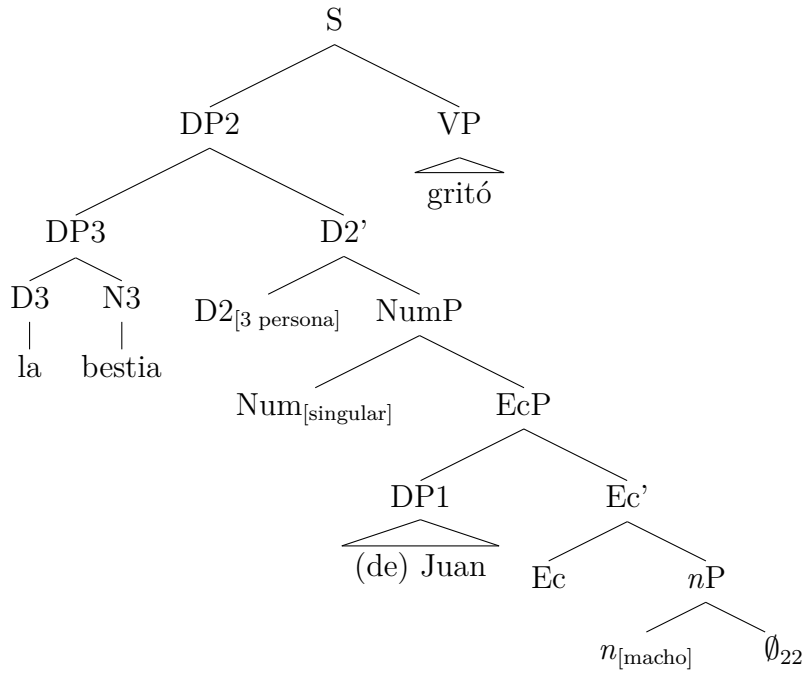 S
DP2 VP
gritó
DP3 D2'
D3 N3 D2[3 persona] NumP
la bestia
Num[singular] EcP
DP1 Ec'
(de) Juan Ec nP
n[macho] ∅22